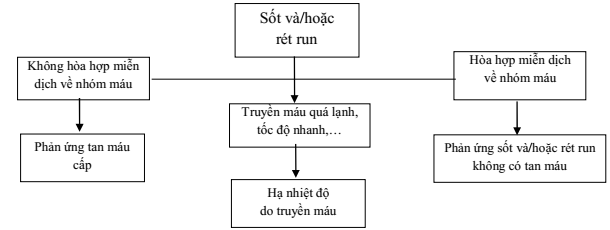 Sốt và/hoặc
rét run
Không hòa hợp miễn
dịch về nhóm máu
Hòa hợp miễn dịch
về nhóm máu
Truyền máu quá lạnh,
tốc độ nhanh,…
Phản ứng tan máu
cấp
Phản ứng sốt và/hoặc rét run
không có tan máu
Hạ nhiệt độ
do truyền máu